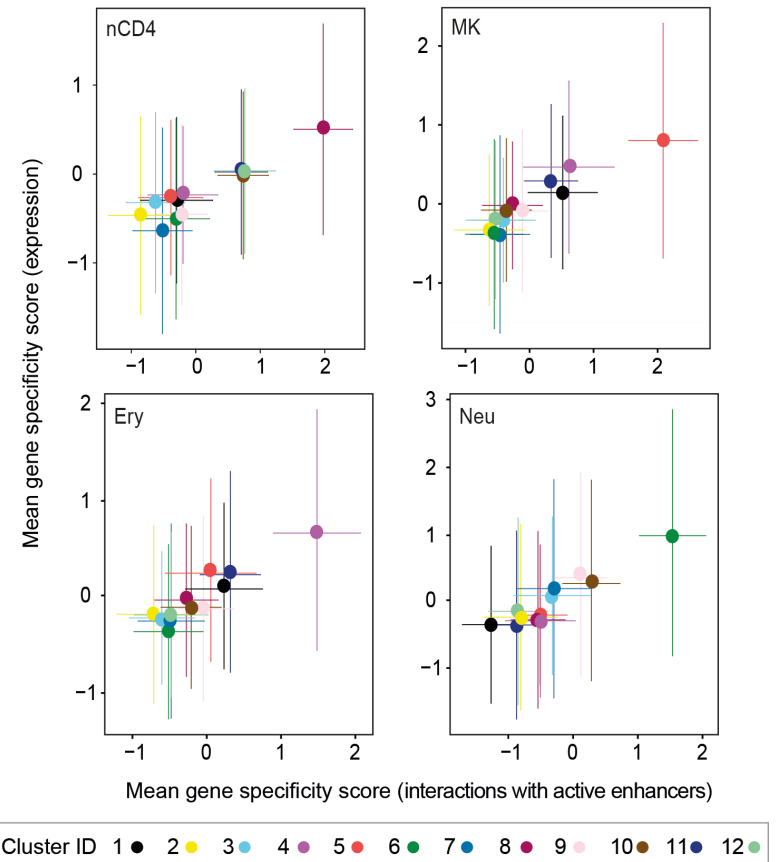 nCD4
MK
1
0
−1
2
1
0
−1
−1 0 1 2
−1 0 1 2
Mean gene specificity score (expression)
Ery
Neu
2
1
0
−1
3
2
1
0
−1
−1 0 1 2
−1 0 1 2
Mean gene specificity score (interactions with active enhancers)
Cluster ID 1 2 3 4 5 6 7 8 9 10 11 12